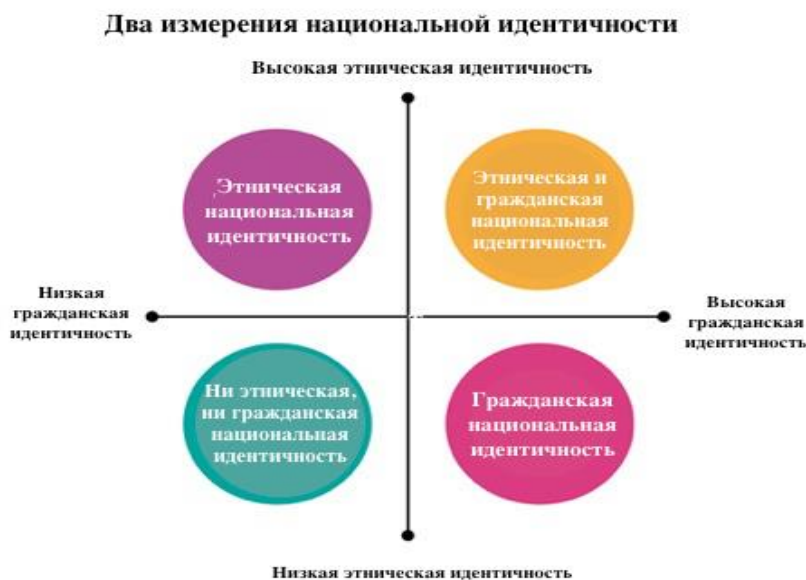 Два измерения национальной идентичности
Высокая этническая идентичность
Этническая
национальная
идентичность
Этническая и
гражданская
национальная
идентичность
Низкая
гражданская
идентичность
Высокая
гражданская
идентичность
Ни этническая,
ни гражданская
национальная
идентичность
Гражданская
национальная
идентичность
Низкая этническая идентичность